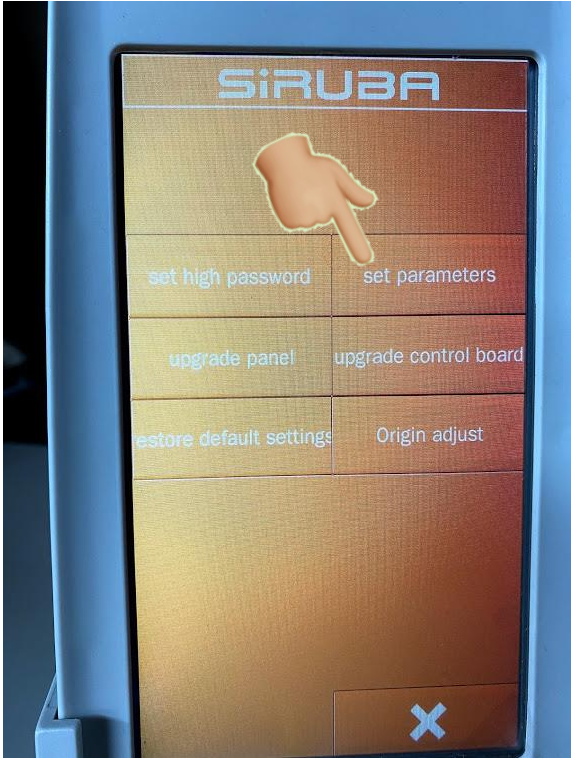 SiRUBA
set high password
set parameters
upgrade panel
upgrade control board
estore default settings
Origin adjust